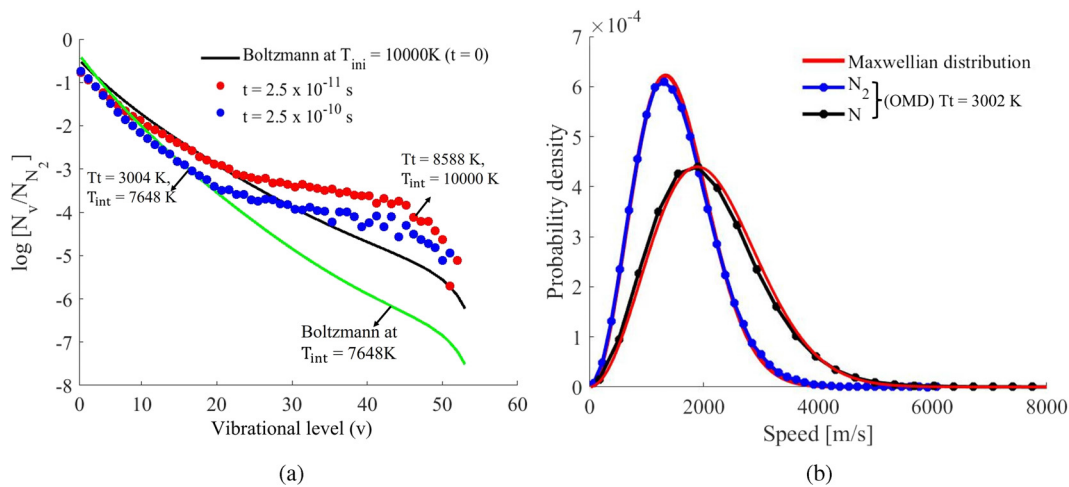 (a)
0
-1
-2
-3
-4
-5
-6
-7
-8
log [N_v/N_N_2]
Boltzmann at T_ini = 10000K (t = 0)
t = 2.5 x 10^-11 s
t = 2.5 x 10^-10 s
Tt = 8588 K,
T_int = 10000 K
Tt = 3004 K,
T_int = 7648 K
Boltzmann at
T_int = 7648K
0 10 20 30 40 50 60
Vibrational level (v)
(a)
(b)
×10^-4
7
6
5
4
3
2
1
0
Probability density
Maxwellian distribution
N_2
N
(OMD) Tt = 3002 K
0 2000 4000 6000 8000
Speed [m/s]
(b)